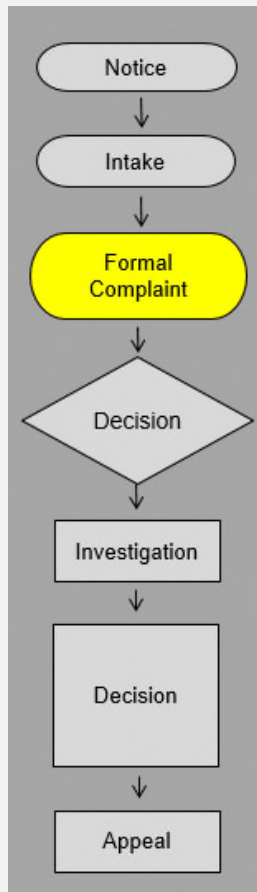 Notice
Intake
Formal
Complaint
Decision
Investigation
Decision
Appeal